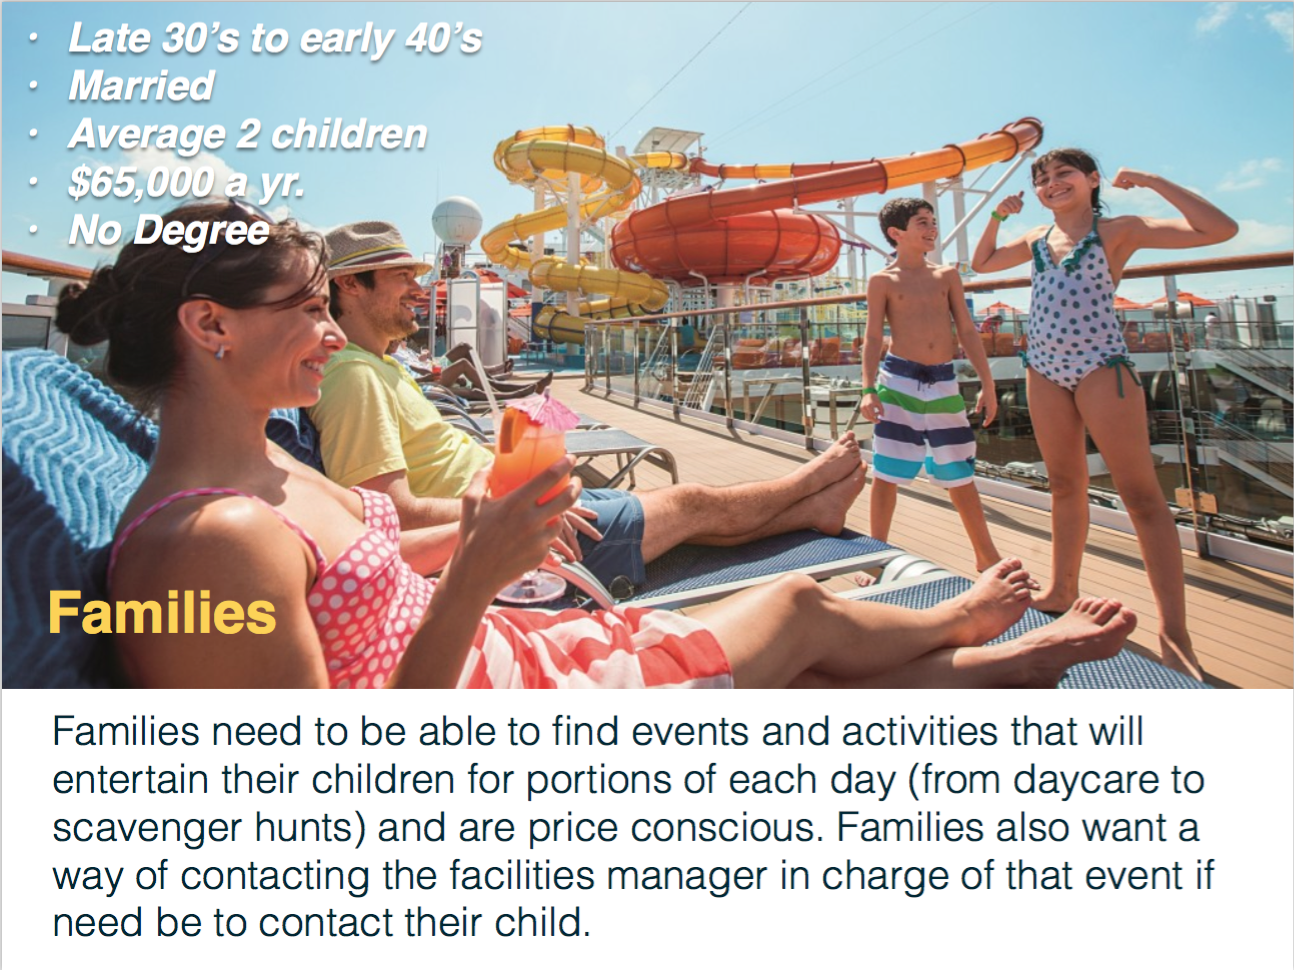 • Late 30’s to early 40’s
• Married
• Average 2 children
• $65,000 a yr.
• No Degree
Families
Families need to be able to find events and activities that will
entertain their children for portions of each day (from daycare to
scavenger hunts) and are price conscious. Families also want a
way of contacting the facilities manager in charge of that event if
need be to contact their child.